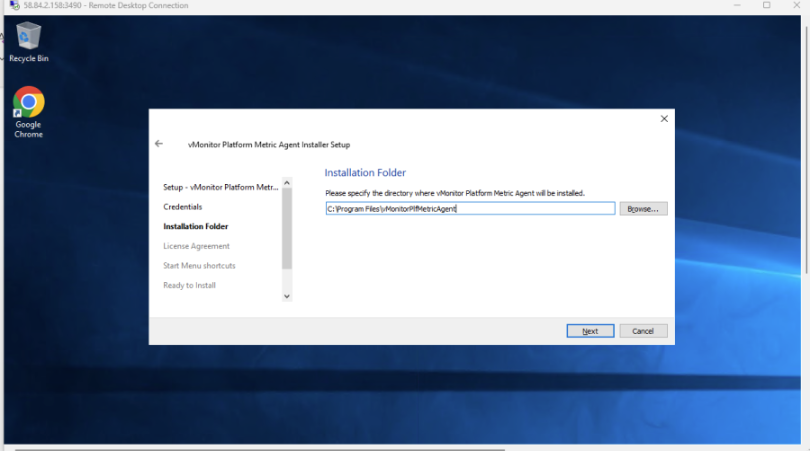 58.84.2.158:3490 - Remote Desktop Connection
Recycle Bin
Google
Chrome
vMonitor Platform Metric Agent Installer Setup
Setup - vMonitor Platform Metr...
Credentials
Installation Folder
License Agreement
Start Menu shortcuts
Ready to Install
Installation Folder
Please specify the directory where vMonitor Platform Metric Agent will be installed.
C:\Program Files\vMonitorPlfMetricAgent
Browse...
Next
Cancel